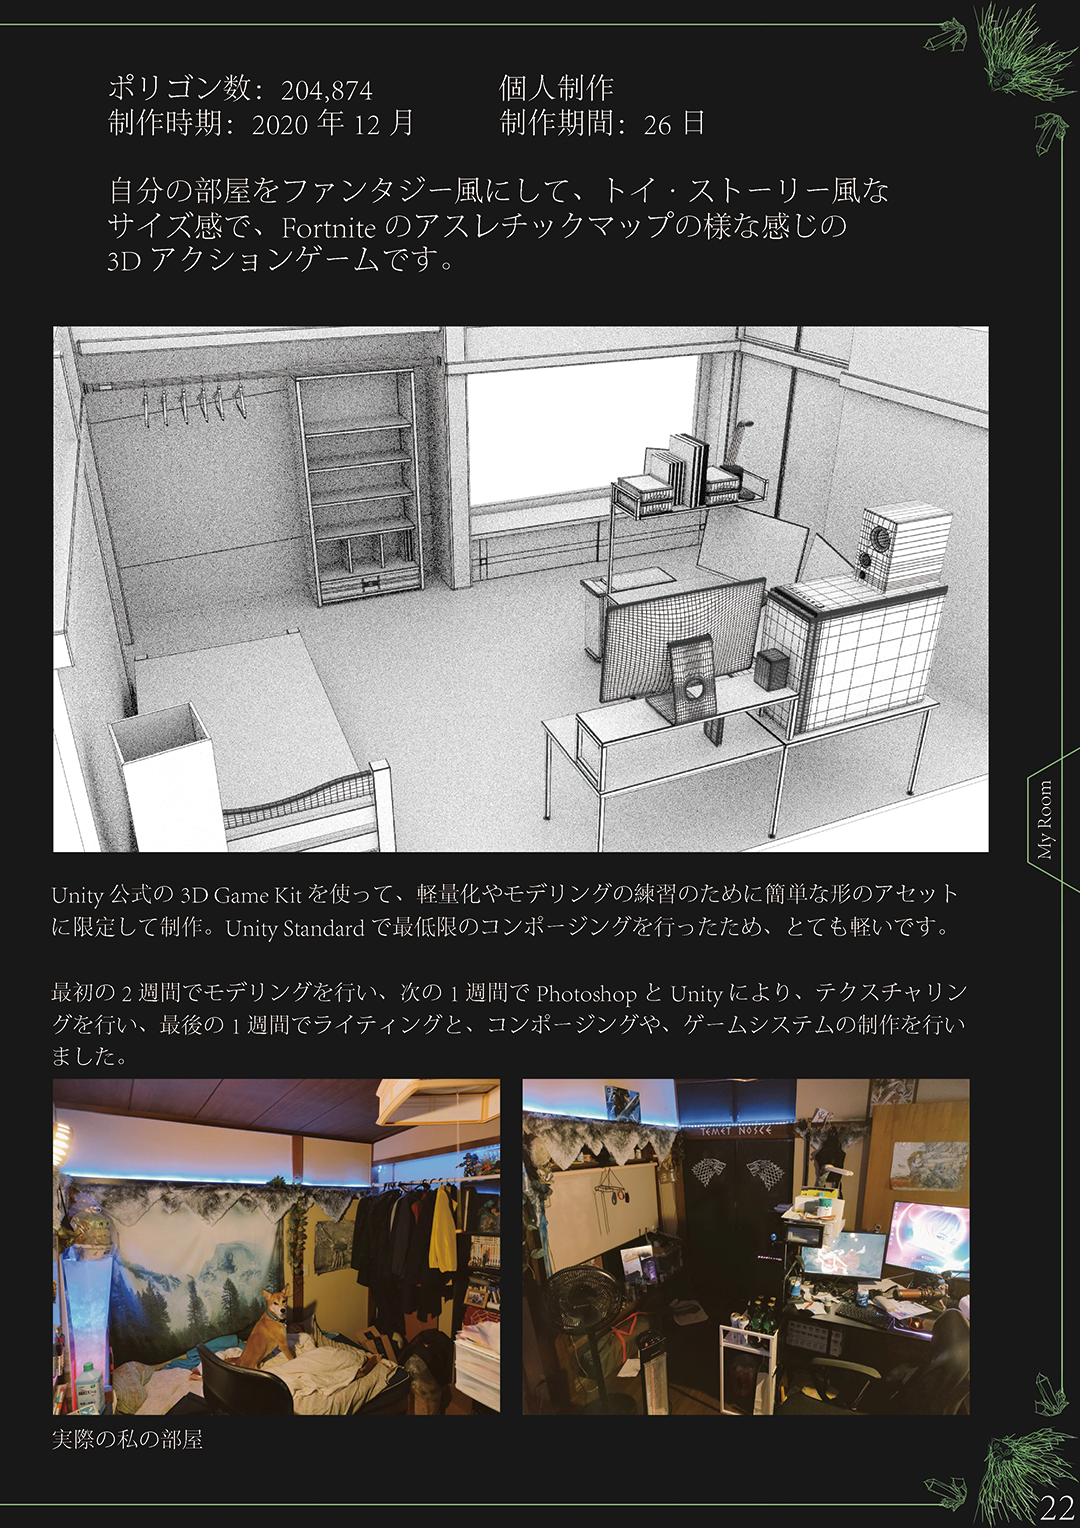 ポリゴン数：204,874
個人制作
制作時期：2020 年 12 月
制作期間：26 日
自分の部屋をファンタジー風にして、トイ・ストーリー風な
サイズ感で、Fortnite のアスレチックマップの様な感じの
3D アクションゲームです。
Unity 公式の 3D Game Kit を使って、軽量化やモデリングの練習のために簡単な形のアセット
に限定して制作。Unity Standard で最低限のコンポージングを行ったため、とても軽いです。
最初の 2 週間でモデリングを行い、次の 1 週間で Photoshop と Unity により、テクスチャリン
グを行い、最後の 1 週間でライティングと、コンポージングや、ゲームシステムの制作を行い
ました。
TEMET NOSCE
実際の私の部屋
My Room
22